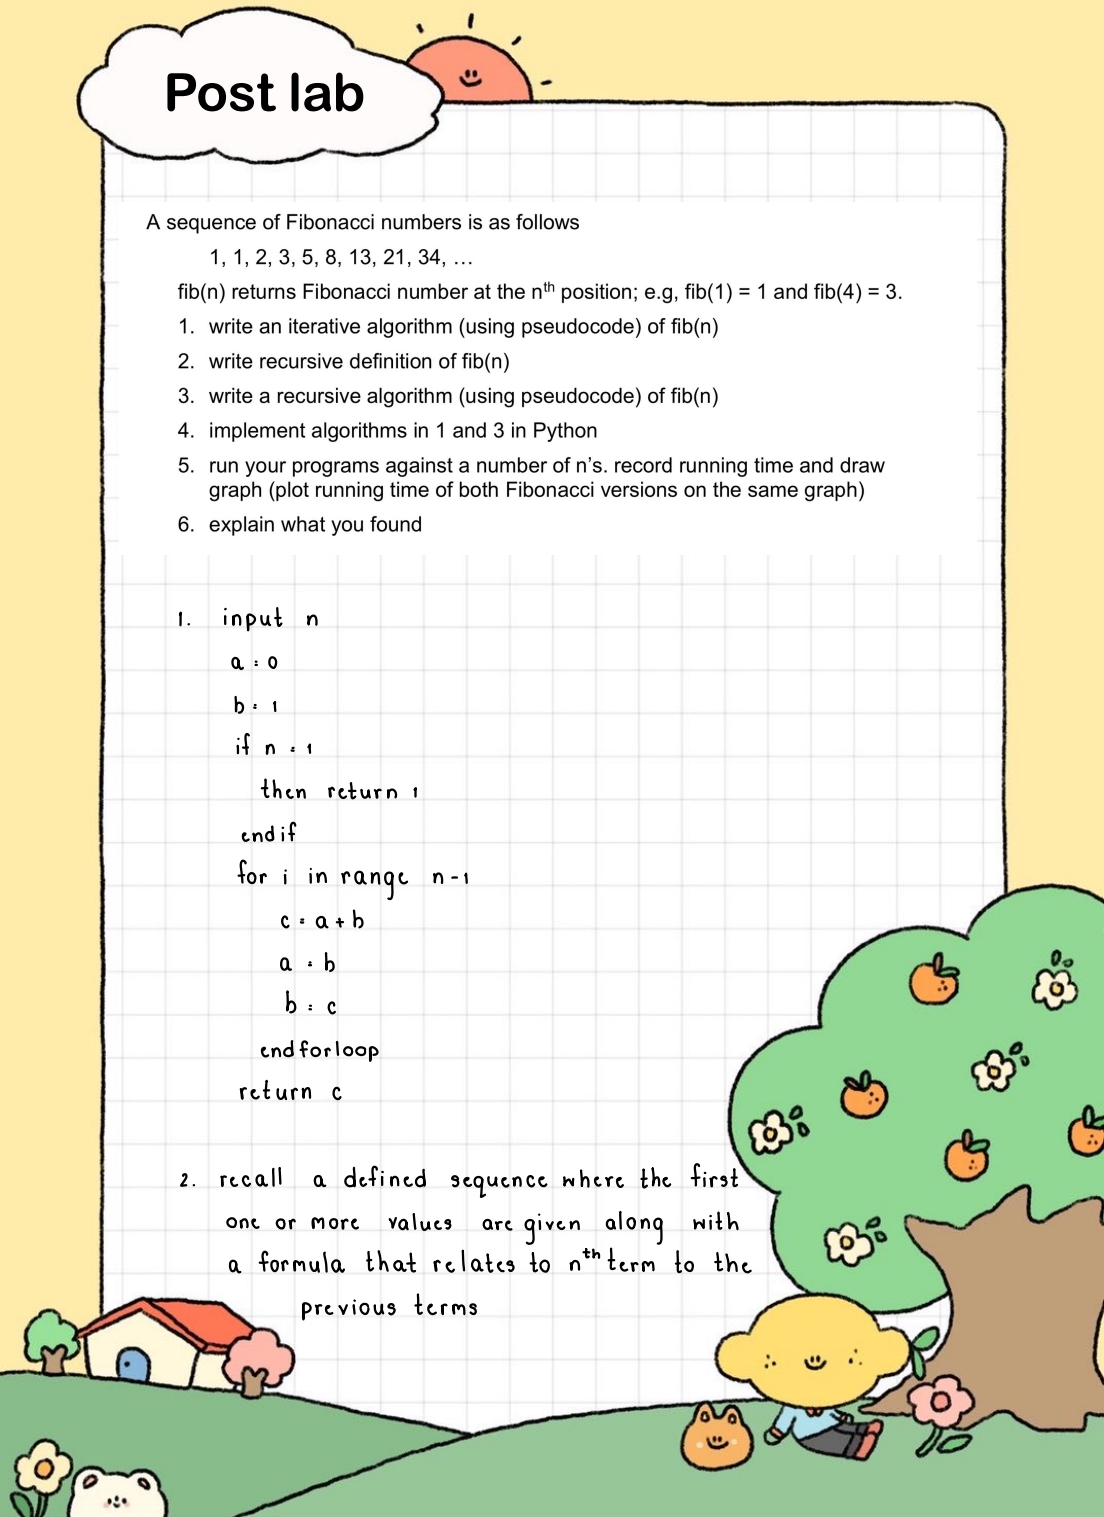 Post lab
A sequence of Fibonacci numbers is as follows
1, 1, 2, 3, 5, 8, 13, 21, 34, …
fib(n) returns Fibonacci number at the nth position; e.g, fib(1) = 1 and fib(4) = 3.
1. write an iterative algorithm (using pseudocode) of fib(n)
2. write recursive definition of fib(n)
3. write a recursive algorithm (using pseudocode) of fib(n)
4. implement algorithms in 1 and 3 in Python
5. run your programs against a number of n's. record running time and draw
graph (plot running time of both Fibonacci versions on the same graph)
6. explain what you found
1. input n
a = 0
b = 1
if n = 1
then return 1
endif
for i in range n-1
c = a + b
a = b
b = c
endforloop
return c
2. recall a defined sequence where the first
one or more values are given along with
a formula that relates to nth term to the
previous terms